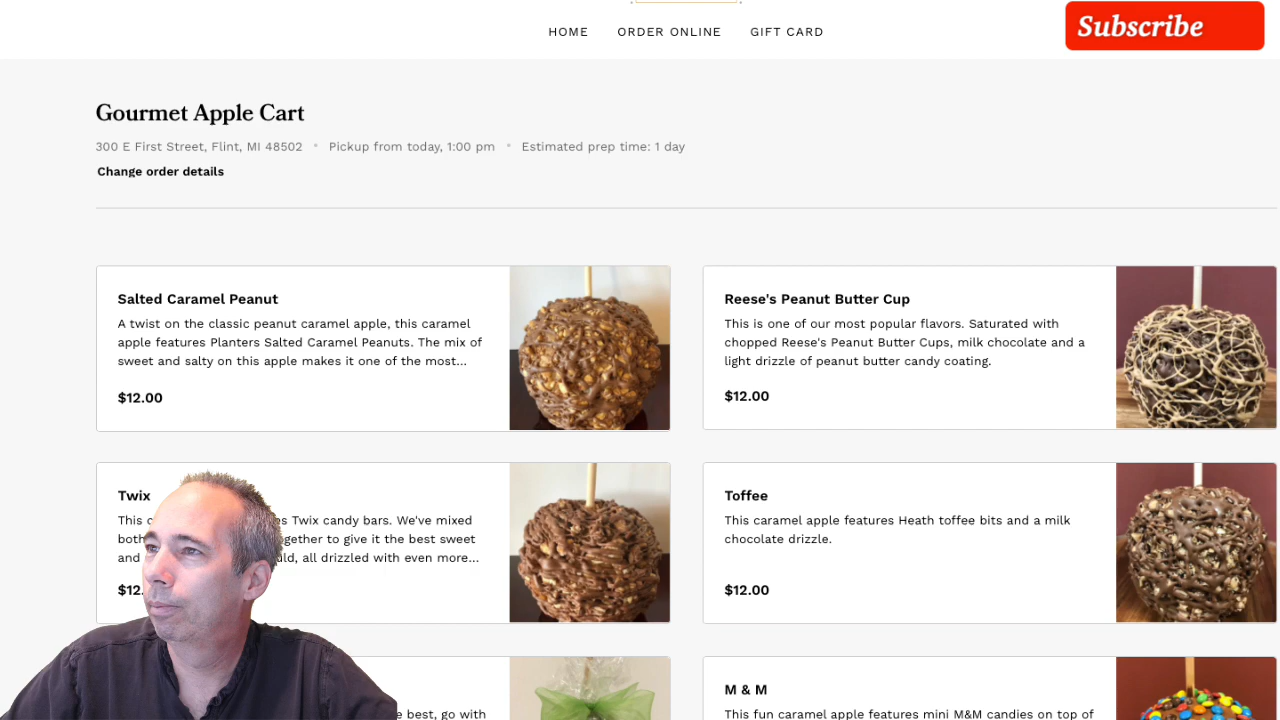 HOME ORDER ONLINE GIFT CARD
Subscribe
Gourmet Apple Cart
300 E First Street, Flint, MI 48502 • Pickup from today, 1:00 pm • Estimated prep time: 1 day
Change order details
Salted Caramel Peanut
A twist on the classic peanut caramel apple, this caramel
apple features Planters Salted Caramel Peanuts. The mix of
sweet and salty on this apple makes it one of the most...
$12.00
Reese's Peanut Butter Cup
This is one of our most popular flavors. Saturated with
chopped Reese's Peanut Butter Cups, milk chocolate and a
light drizzle of peanut butter candy coating.
$12.00
Twix
This Twix candy bars. We've mixed
both to give it the best sweet
and all drizzled with even more...
$12.
Toffee
This caramel apple features Heath toffee bits and a milk
chocolate drizzle.
$12.00
best, go with
M & M
This fun caramel apple features mini M&M candies on top of